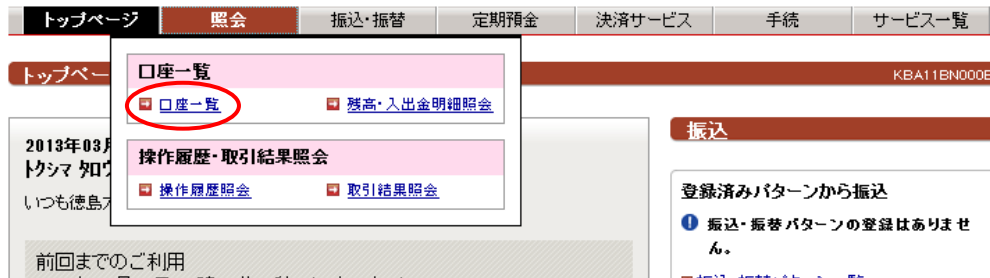 トップページ 照会 振込・振替 定期預金 決済サービス 手続 サービス一覧
トップペー
KBA11BN000
口座一覧
口座一覧 残高・入出金明細照会
操作履歴・取引結果照会
操作履歴照会 取引結果照会
2013年03月
トクシマ タロウ
いつも徳島
前回までのご利用
振込
登録済みパターンから振込
振込・振替パターンの登録はありませ
ん。